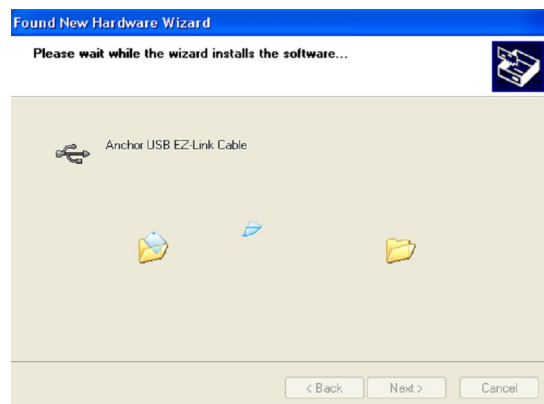 Found New Hardware Wizard
Please wait while the wizard installs the software...
Anchor USB EZ-Link Cable
< Back Next > Cancel